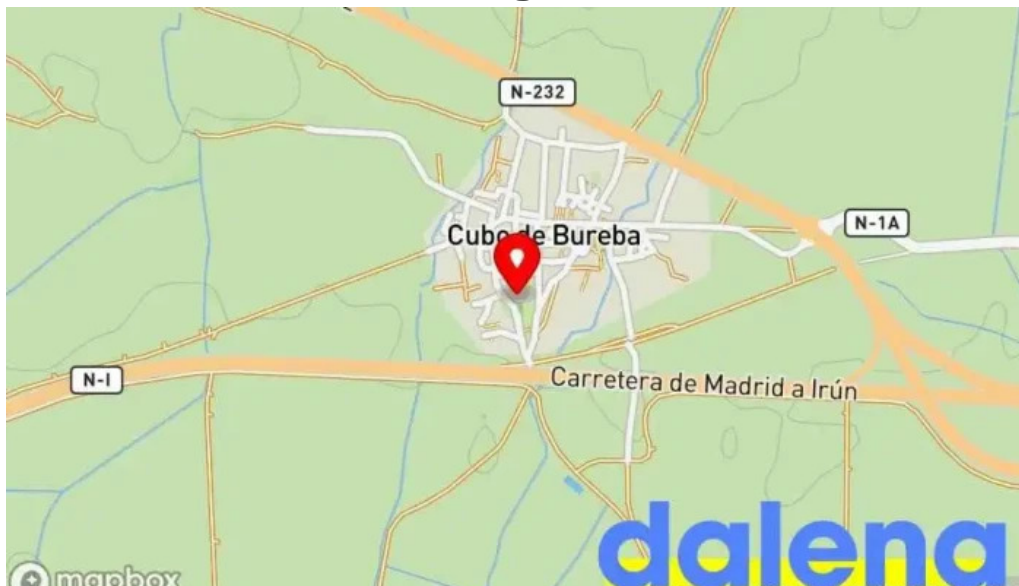 N-232
N-1A
Cubo de Bureba
N-I
Carretera de Madrid a Irún
dalena
mapbox